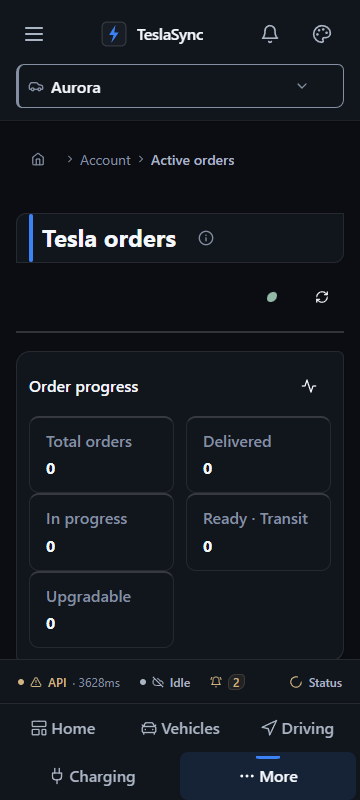 TeslaSync
Aurora
Account
Active orders
Tesla orders
Order progress
Total orders
0
Delivered
0
In progress
0
Ready · Transit
0
Upgradable
0
API · 3628ms
Idle
2
Status
Home
Vehicles
Driving
Charging
More